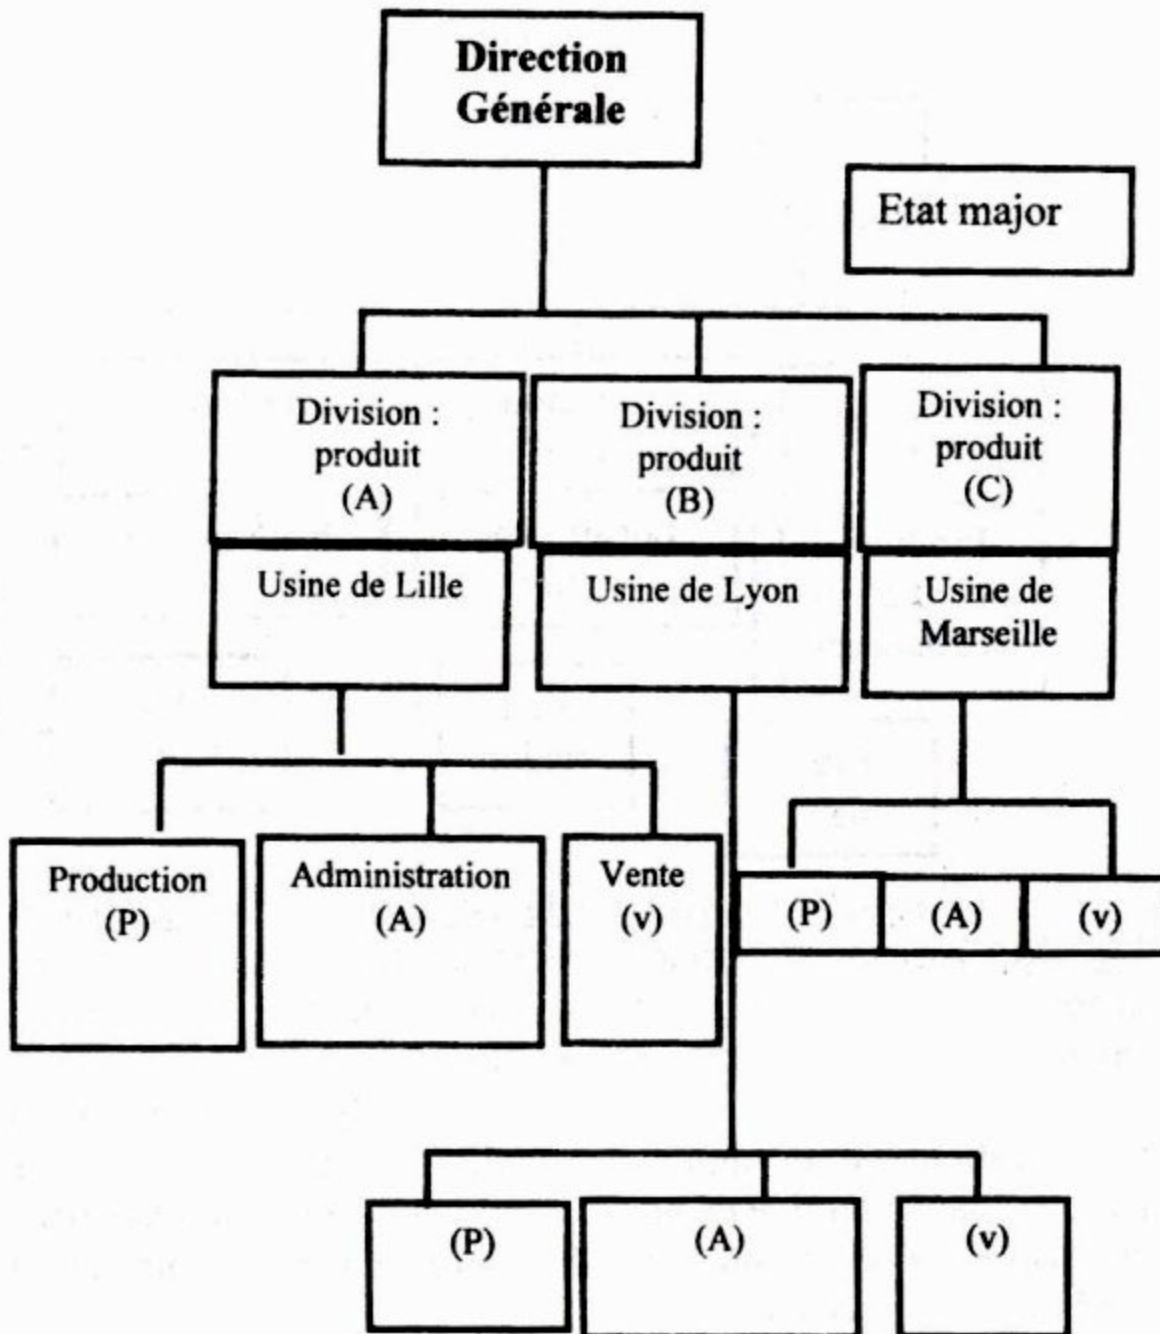 Direction
Générale
Etat major
Division :
produit
(A)
Division :
produit
(B)
Division :
produit
(C)
Usine de Lille
Usine de Lyon
Usine de
Marseille
Production
(P)
Administration
(A)
Vente
(v)
(P)
(A)
(v)
(P)
(A)
(v)